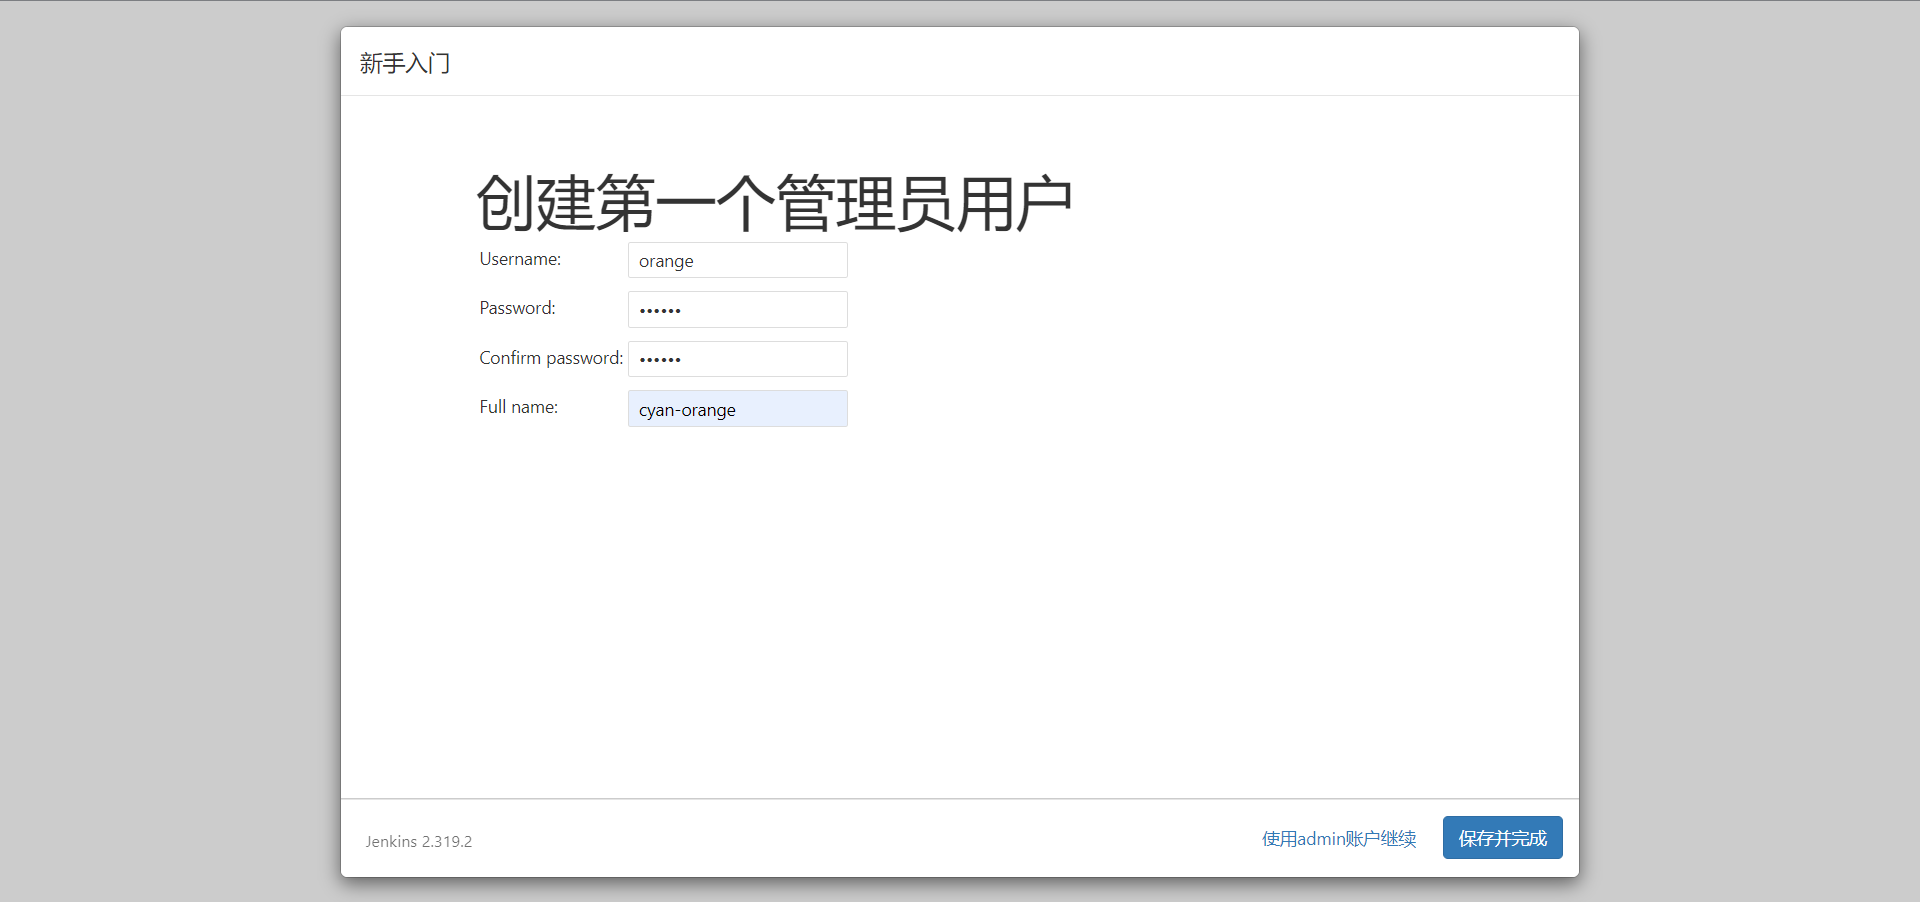 新手入门
创建第一个管理员用户
Username: orange
Password: ••••••
Confirm password: ••••••
Full name: cyan-orange
Jenkins 2.319.2 使用admin账户继续 保存并完成